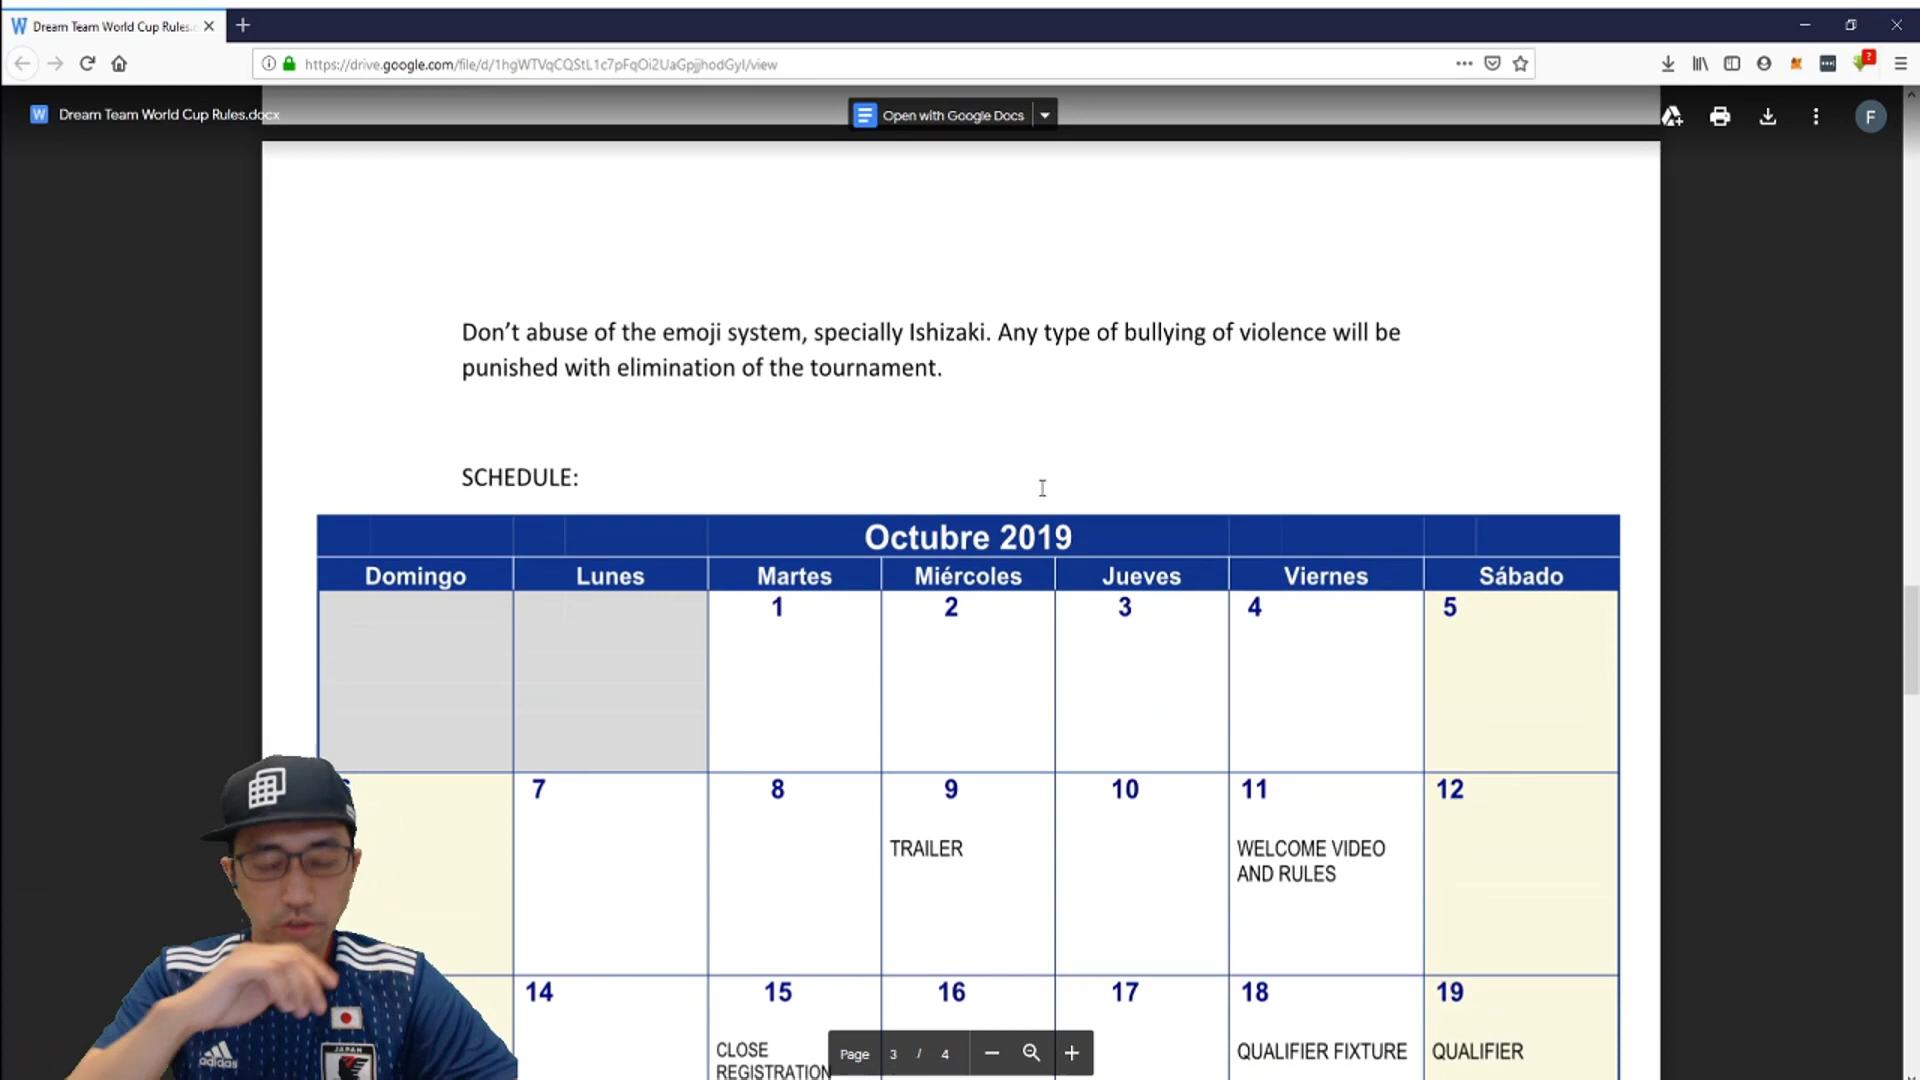 Dream Team World Cup Rules.
https://drive.google.com/file/d/1hgWTVqCQStL1c7pFqOi2UaGpjjhodGyI/view
?
Dream Team World Cup Rules.docx
Open with Google Docs
F
Don’t abuse of the emoji system, specially Ishizaki. Any type of bullying of violence will be
punished with elimination of the tournament.
SCHEDULE:
Octubre 2019
Domingo Lunes Martes Miércoles Jueves Viernes Sábado
1 2 3 4 5
7 8 9 10 11 12
TRAILER
WELCOME VIDEO
AND RULES
14 15 16 17 18 19
CLOSE
REGISTRATION
QUALIFIER FIXTURE
QUALIFIER
Page 3 / 4
adidas
JAPAN